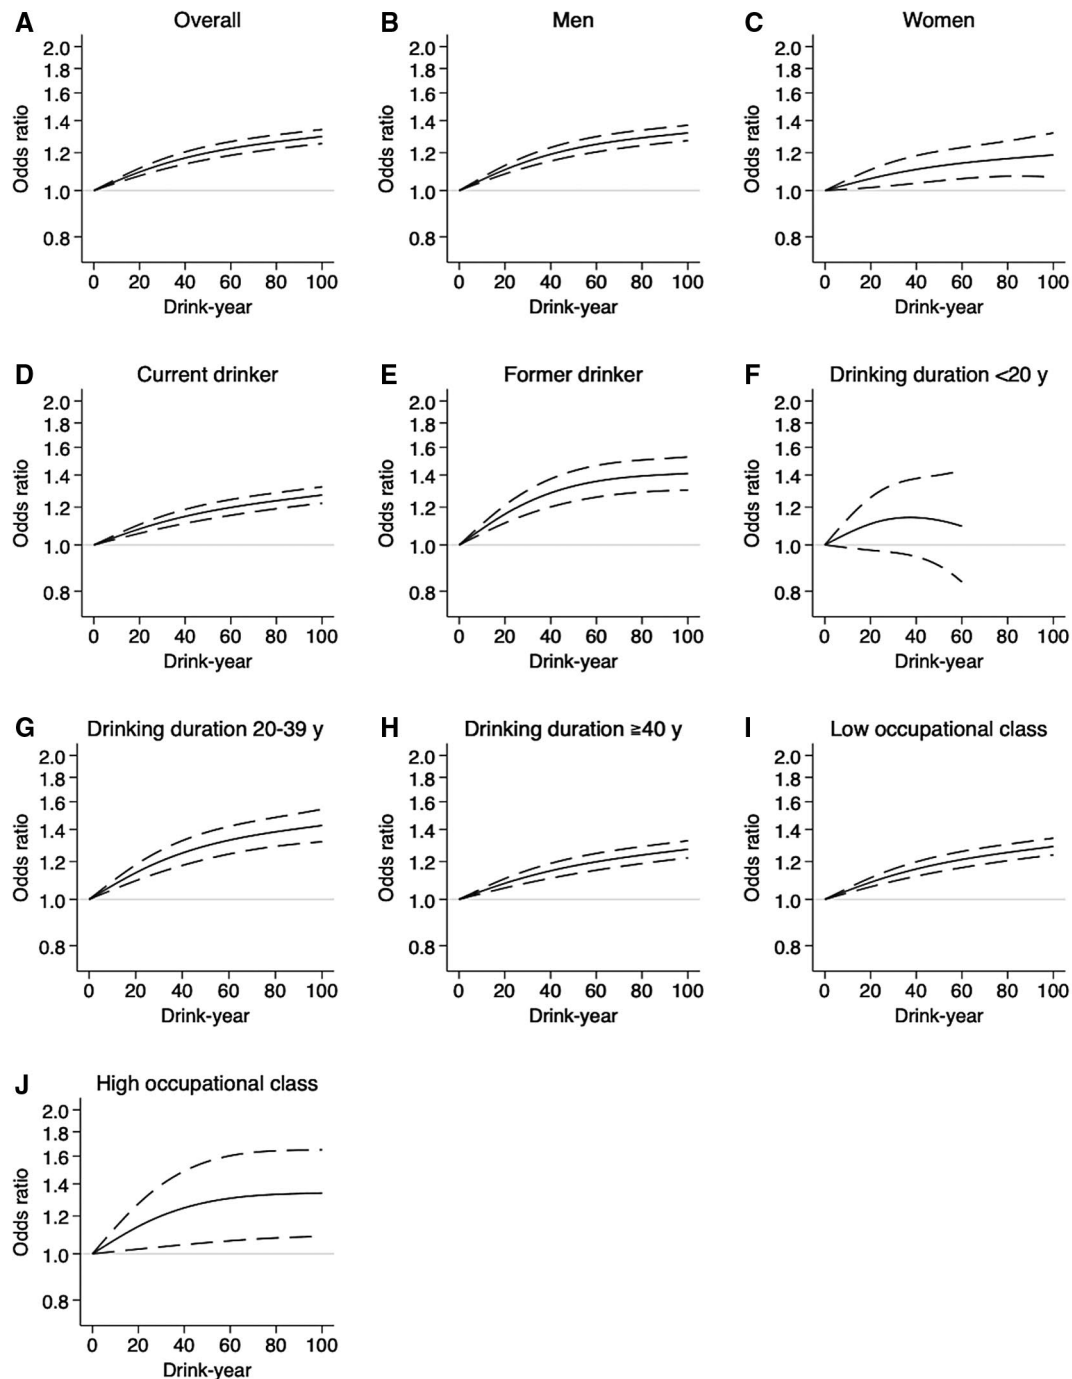 A Overall B Men C Women
2.0 2.0 2.0
1.8 1.8 1.8
1.6 1.6 1.6
1.4 1.4 1.4
1.2 1.2 1.2
1.0 1.0 1.0
0.8 0.8 0.8
Odds ratio Odds ratio Odds ratio
0 20 40 60 80 100 0 20 40 60 80 100 0 20 40 60 80 100
Drink-year Drink-year Drink-year
D Current drinker E Former drinker F Drinking duration <20 y
2.0 2.0 2.0
1.8 1.8 1.8
1.6 1.6 1.6
1.4 1.4 1.4
1.2 1.2 1.2
1.0 1.0 1.0
0.8 0.8 0.8
Odds ratio Odds ratio Odds ratio
0 20 40 60 80 100 0 20 40 60 80 100 0 20 40 60 80 100
Drink-year Drink-year Drink-year
G Drinking duration 20-39 y H Drinking duration ≧40 y I Low occupational class
2.0 2.0 2.0
1.8 1.8 1.8
1.6 1.6 1.6
1.4 1.4 1.4
1.2 1.2 1.2
1.0 1.0 1.0
0.8 0.8 0.8
Odds ratio Odds ratio Odds ratio
0 20 40 60 80 100 0 20 40 60 80 100 0 20 40 60 80 100
Drink-year Drink-year Drink-year
J High occupational class
2.0
1.8
1.6
1.4
1.2
1.0
0.8
Odds ratio
0 20 40 60 80 100
Drink-year